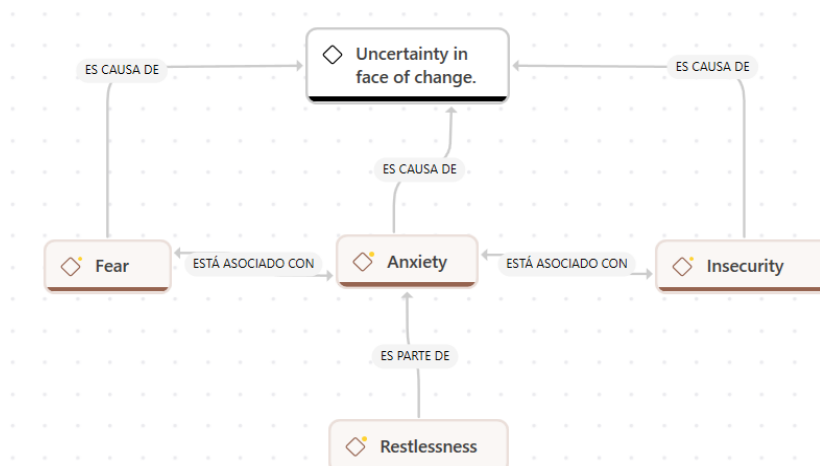 Uncertainty in
face of change.
ES CAUSA DE
ES CAUSA DE
ES CAUSA DE
Fear
ESTÁ ASOCIADO CON
Anxiety
ESTÁ ASOCIADO CON
Insecurity
ES PARTE DE
Restlessness